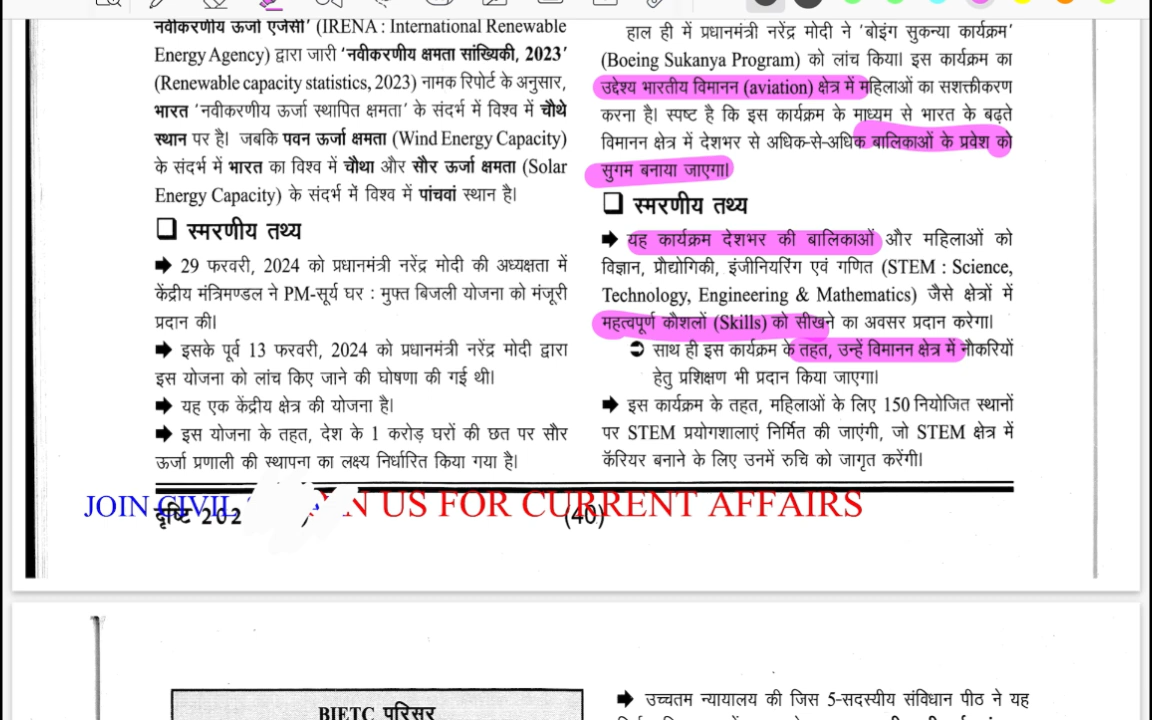 नवीकरणीय ऊर्जा एजेंसी' (IRENA : International Renewable
Energy Agency) द्वारा जारी 'नवीकरणीय क्षमता सांख्यिकी, 2023'
(Renewable capacity statistics, 2023) नामक रिपोर्ट के अनुसार,
भारत 'नवीकरणीय ऊर्जा स्थापित क्षमता' के संदर्भ में विश्व में चौथे
स्थान पर है। जबकि पवन ऊर्जा क्षमता (Wind Energy Capacity)
के संदर्भ में भारत का विश्व में चौथा और सौर ऊर्जा क्षमता (Solar
Energy Capacity) के संदर्भ में विश्व में पांचवां स्थान है।
❑ स्मरणीय तथ्य
➡ 29 फरवरी, 2024 को प्रधानमंत्री नरेंद्र मोदी की अध्यक्षता में
केंद्रीय मंत्रिमण्डल ने PM-सूर्य घर : मुफ्त बिजली योजना को मंजूरी
प्रदान की।
➡ इसके पूर्व 13 फरवरी, 2024 को प्रधानमंत्री नरेंद्र मोदी द्वारा
इस योजना को लांच किए जाने की घोषणा की गई थी।
➡ यह एक केंद्रीय क्षेत्र की योजना है।
➡ इस योजना के तहत, देश के 1 करोड़ घरों की छत पर सौर
ऊर्जा प्रणाली की स्थापना का लक्ष्य निर्धारित किया गया है।
हाल ही में प्रधानमंत्री नरेंद्र मोदी ने 'बोइंग सुकन्या कार्यक्रम'
(Boeing Sukanya Program) को लांच किया। इस कार्यक्रम का
उद्देश्य भारतीय विमानन (aviation) क्षेत्र में महिलाओं का सशक्तीकरण
करना है। स्पष्ट है कि इस कार्यक्रम के माध्यम से भारत के बढ़ते
विमानन क्षेत्र में देशभर से अधिक-से-अधिक बालिकाओं के प्रवेश को
सुगम बनाया जाएगा।
❑ स्मरणीय तथ्य
➡ यह कार्यक्रम देशभर की बालिकाओं और महिलाओं को
विज्ञान, प्रौद्योगिकी, इंजीनियरिंग एवं गणित (STEM : Science,
Technology, Engineering & Mathematics) जैसे क्षेत्रों में
महत्वपूर्ण कौशलों (Skills) को सीखने का अवसर प्रदान करेगा।
➲ साथ ही इस कार्यक्रम के तहत, उन्हें विमानन क्षेत्र में नौकरियों
हेतु प्रशिक्षण भी प्रदान किया जाएगा।
➡ इस कार्यक्रम के तहत, महिलाओं के लिए 150 नियोजित स्थानों
पर STEM प्रयोगशालाएं निर्मित की जाएंगी, जो STEM क्षेत्र में
कॅरियर बनाने के लिए उनमें रुचि को जागृत करेंगी।
JOIN CIVIL N US FOR CURRENT AFFAIRS
दृष्टि 202 (40)
BIETC परिसर
➡ उच्चतम न्यायालय की जिस 5-सदस्यीय संविधान पीठ ने यह